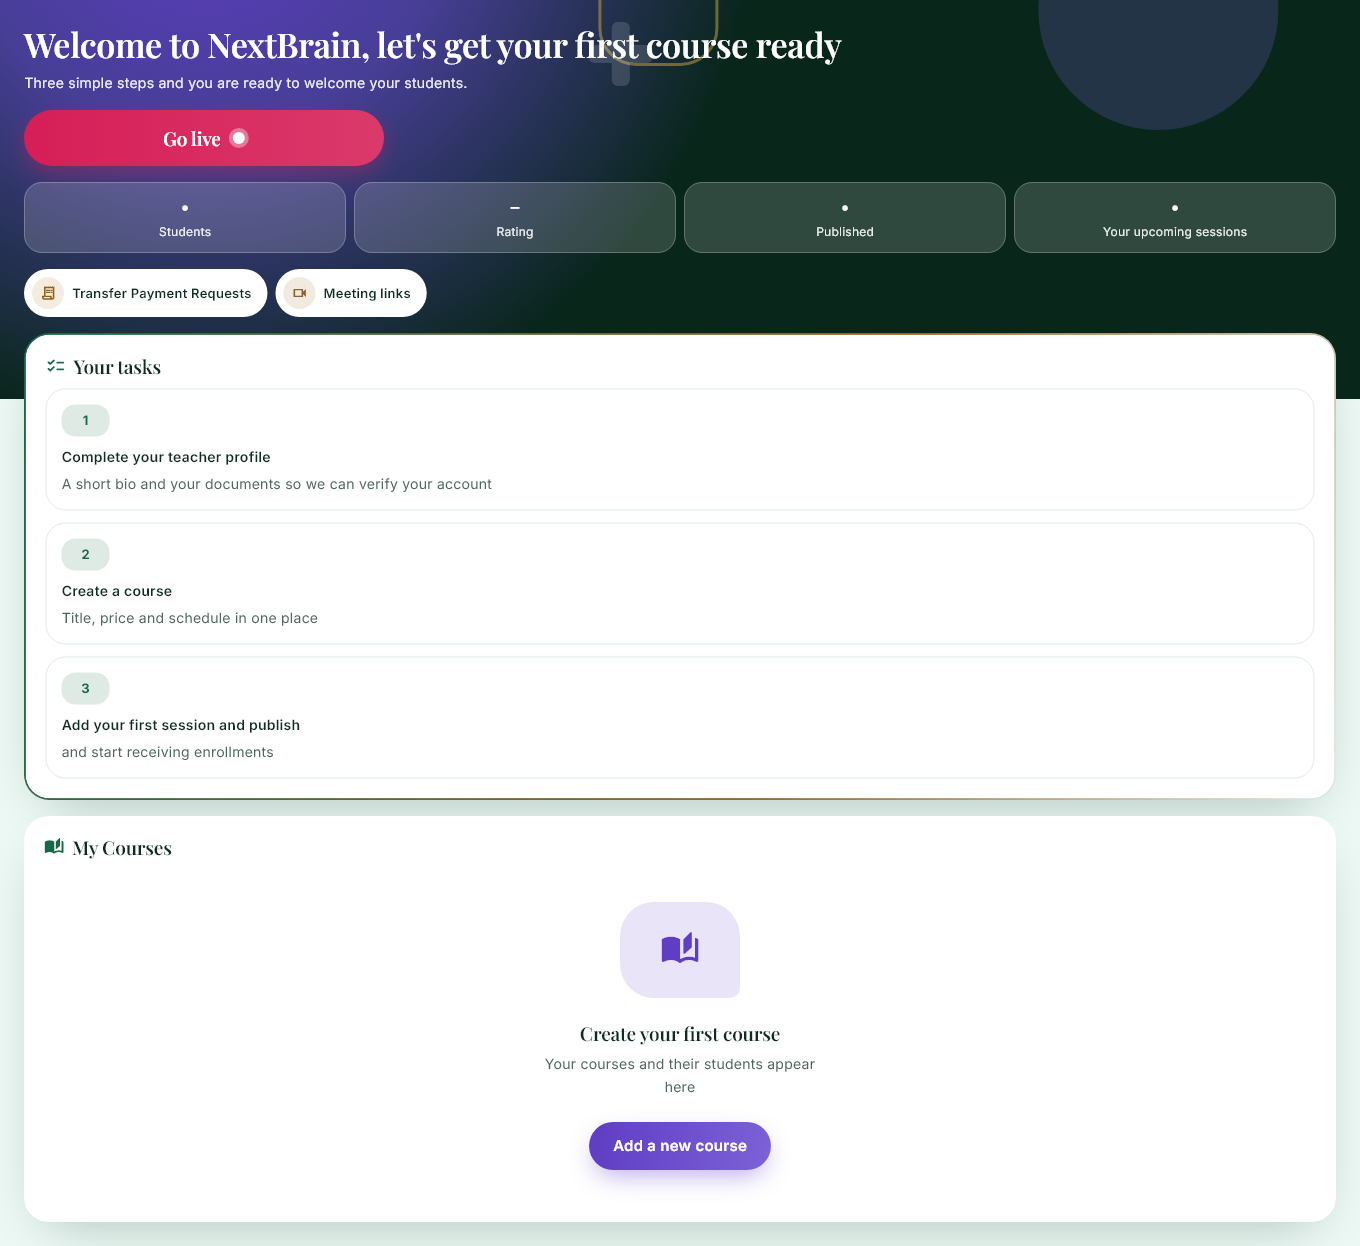 Welcome to NextBrain, let's get your first course ready
Three simple steps and you are ready to welcome your students.
Go live
•
Students
–
Rating
•
Published
•
Your upcoming sessions
Transfer Payment Requests
Meeting links
Your tasks
1
Complete your teacher profile
A short bio and your documents so we can verify your account
2
Create a course
Title, price and schedule in one place
3
Add your first session and publish
and start receiving enrollments
My Courses
Create your first course
Your courses and their students appear
here
Add a new course